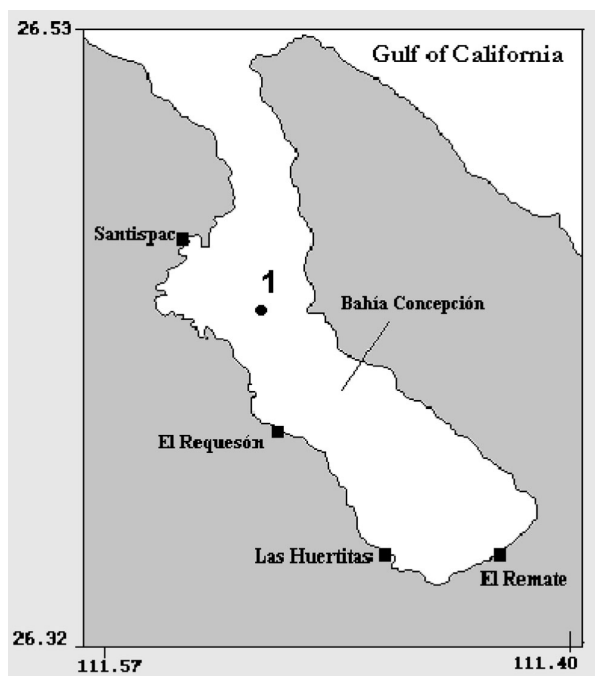 26.53
Gulf of California
Santispac
1
Bahía Concepción
El Requesón
Las Huertitas
El Remate
26.32
111.57
111.40